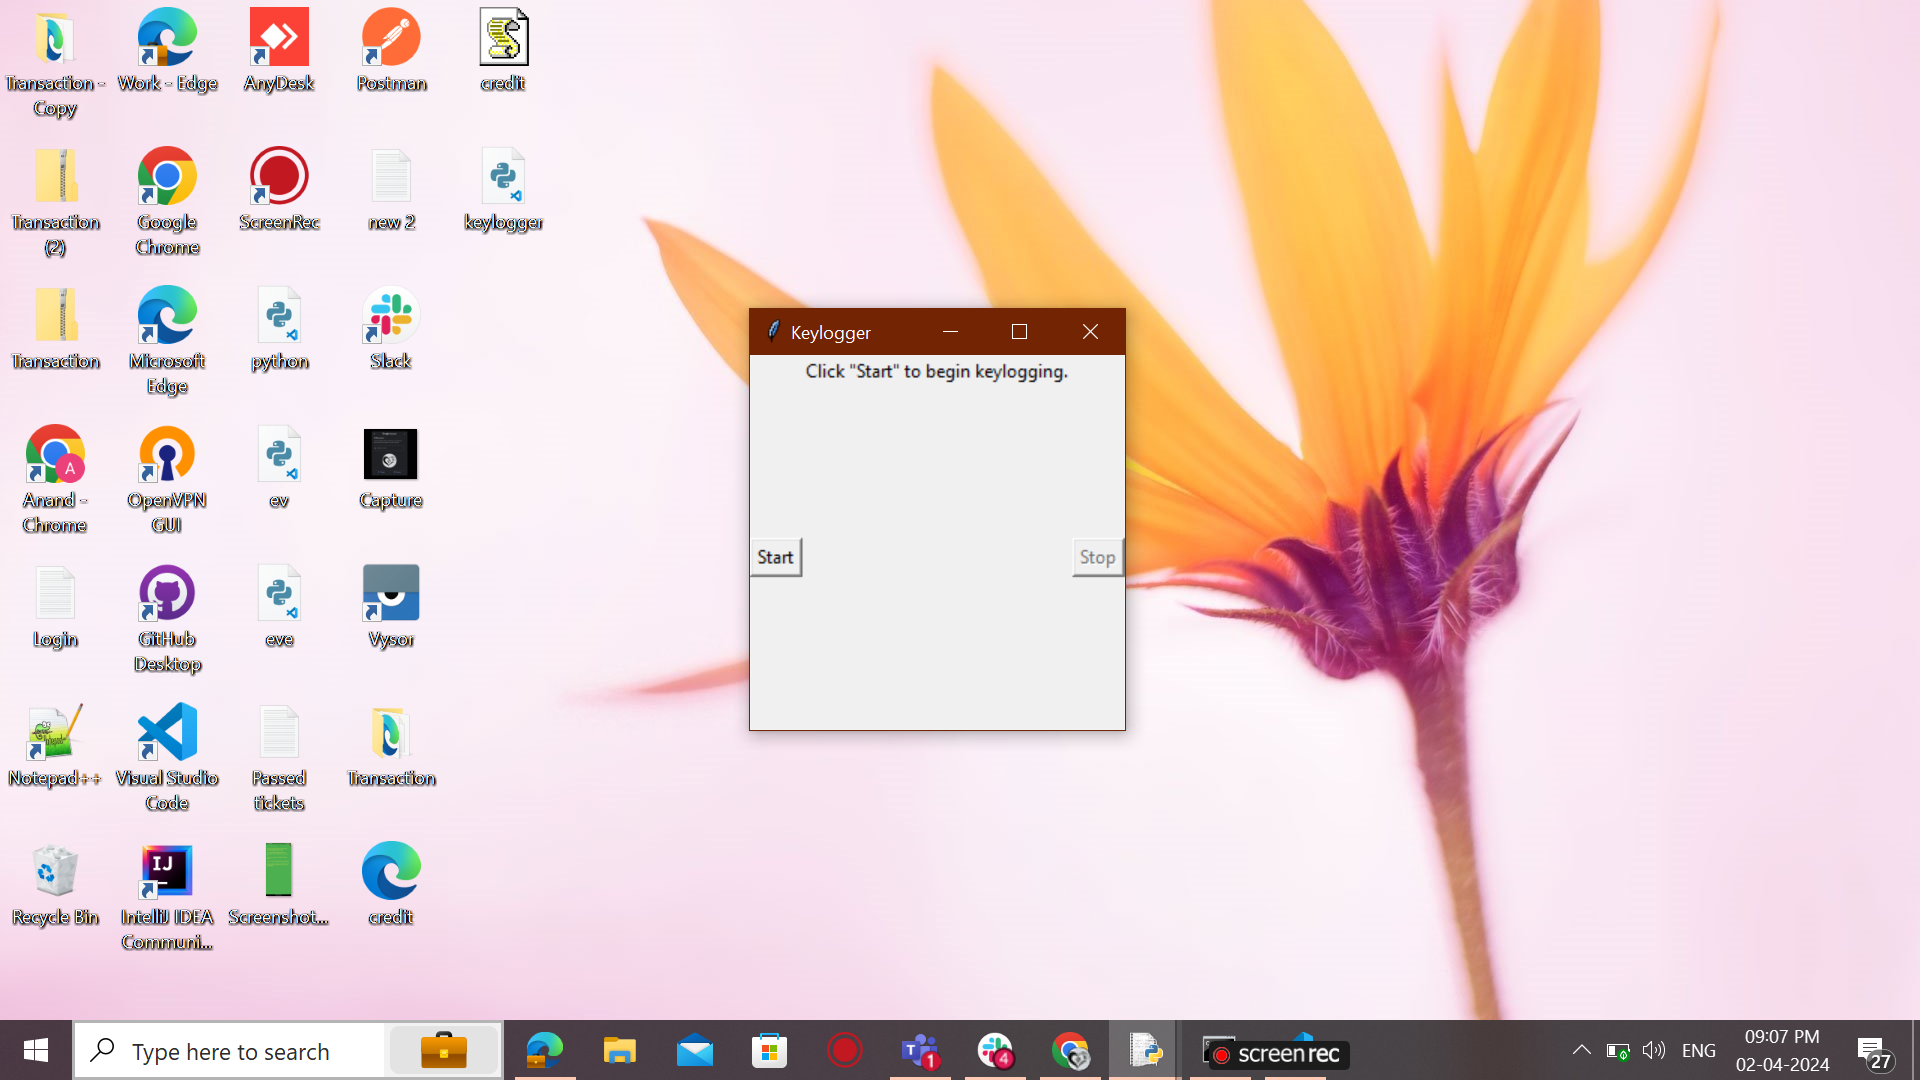 Transaction -
Copy
Work - Edge
AnyDesk
Postman
credit
Transaction
(2)
Google
Chrome
ScreenRec
new 2
keylogger
Transaction
Microsoft
Edge
python
Slack
Anand -
Chrome
A
OpenVPN
GUI
ev
Capture
Login
GitHub
Desktop
eve
Vysor
Notepad++
Visual Studio
Code
Passed
tickets
Transaction
Recycle Bin
IJ
IntelliJ IDEA
Communi...
Screenshot...
credit
Keylogger
Click "Start" to begin keylogging.
Start
Stop
Type here to search
T
1
4
screenrec
ENG
09:07 PM
02-04-2024
27